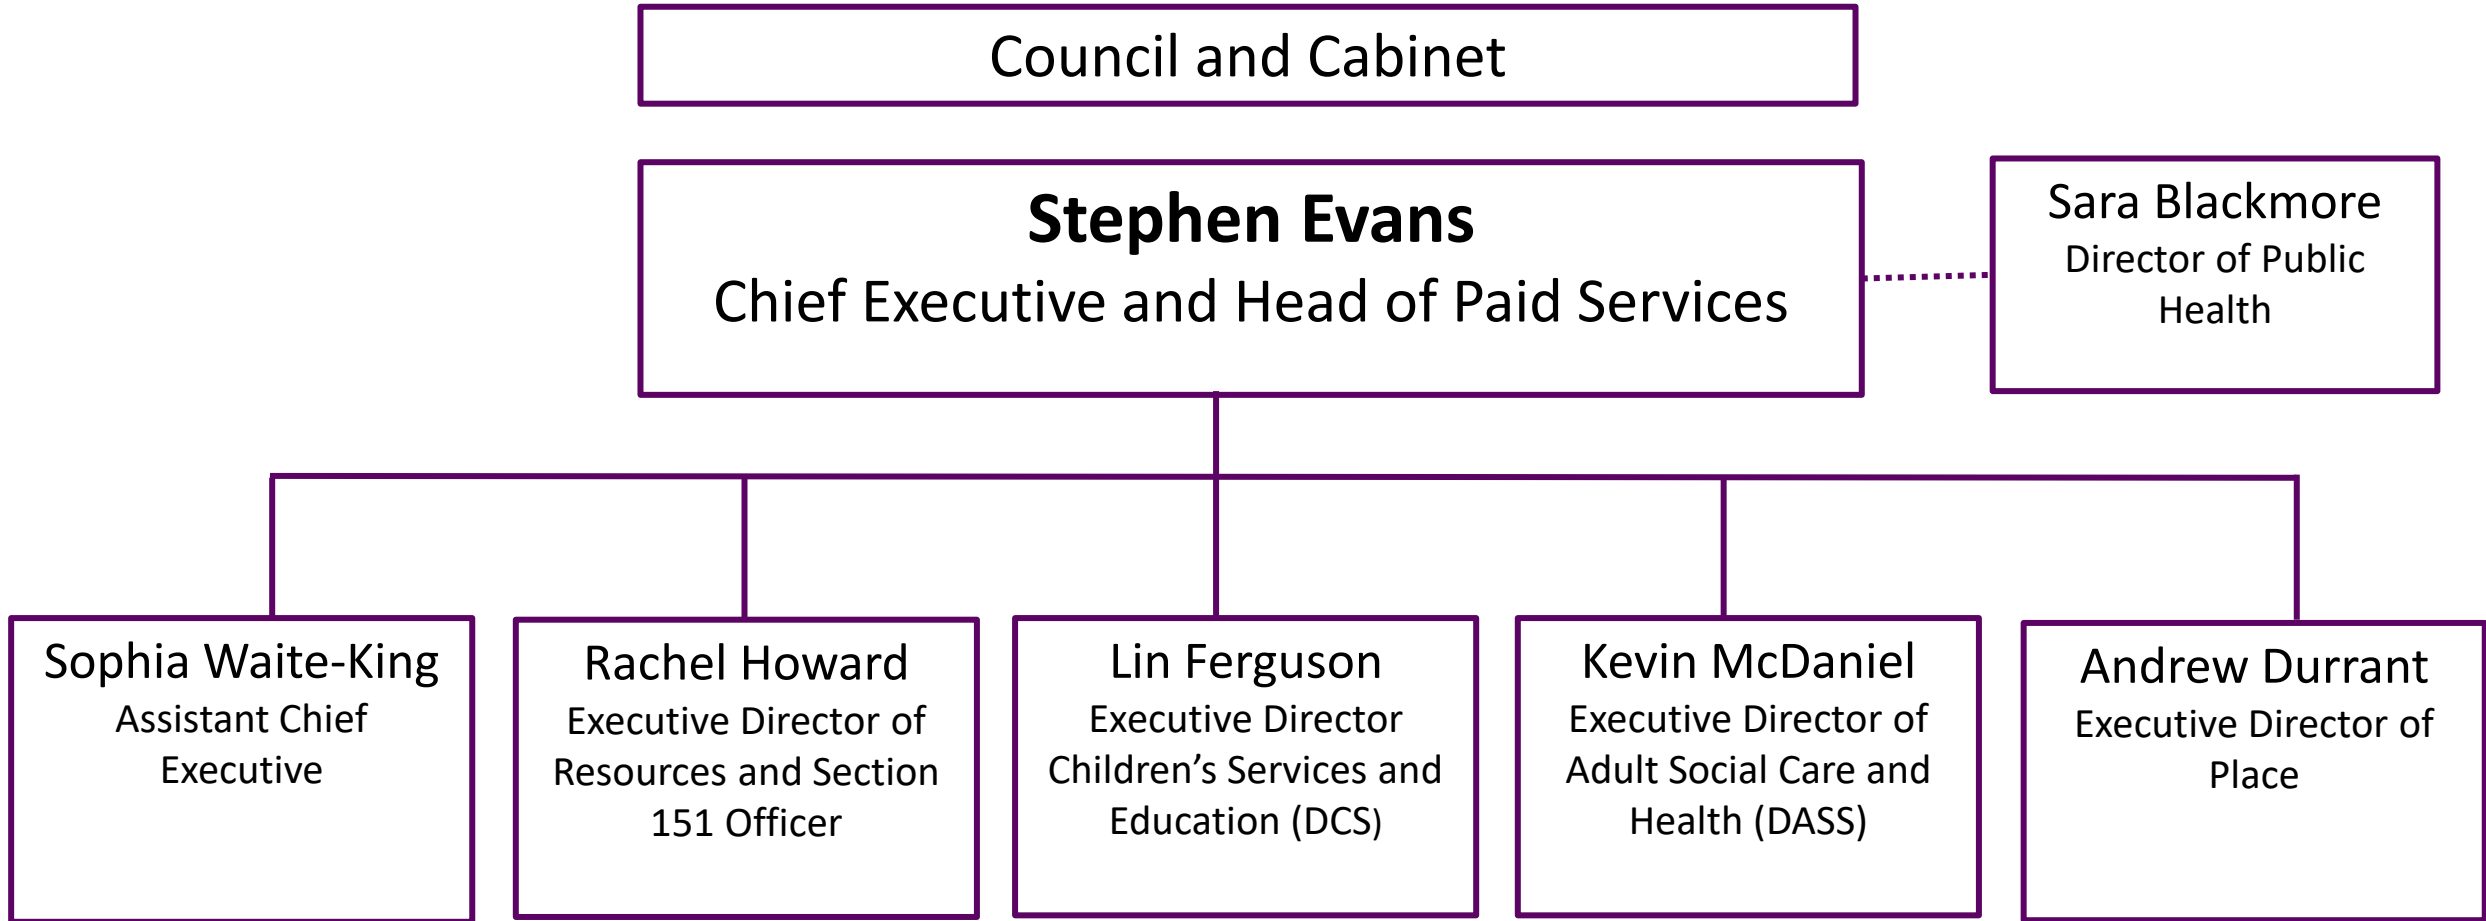 Council and Cabinet
Stephen Evans
Chief Executive and Head of Paid Services
Sara Blackmore
Director of Public
Health
Sophia Waite-King
Assistant Chief
Executive
Rachel Howard
Executive Director of
Resources and Section
151 Officer
Lin Ferguson
Executive Director
Children’s Services and
Education (DCS)
Kevin McDaniel
Executive Director of
Adult Social Care and
Health (DASS)
Andrew Durrant
Executive Director of
Place